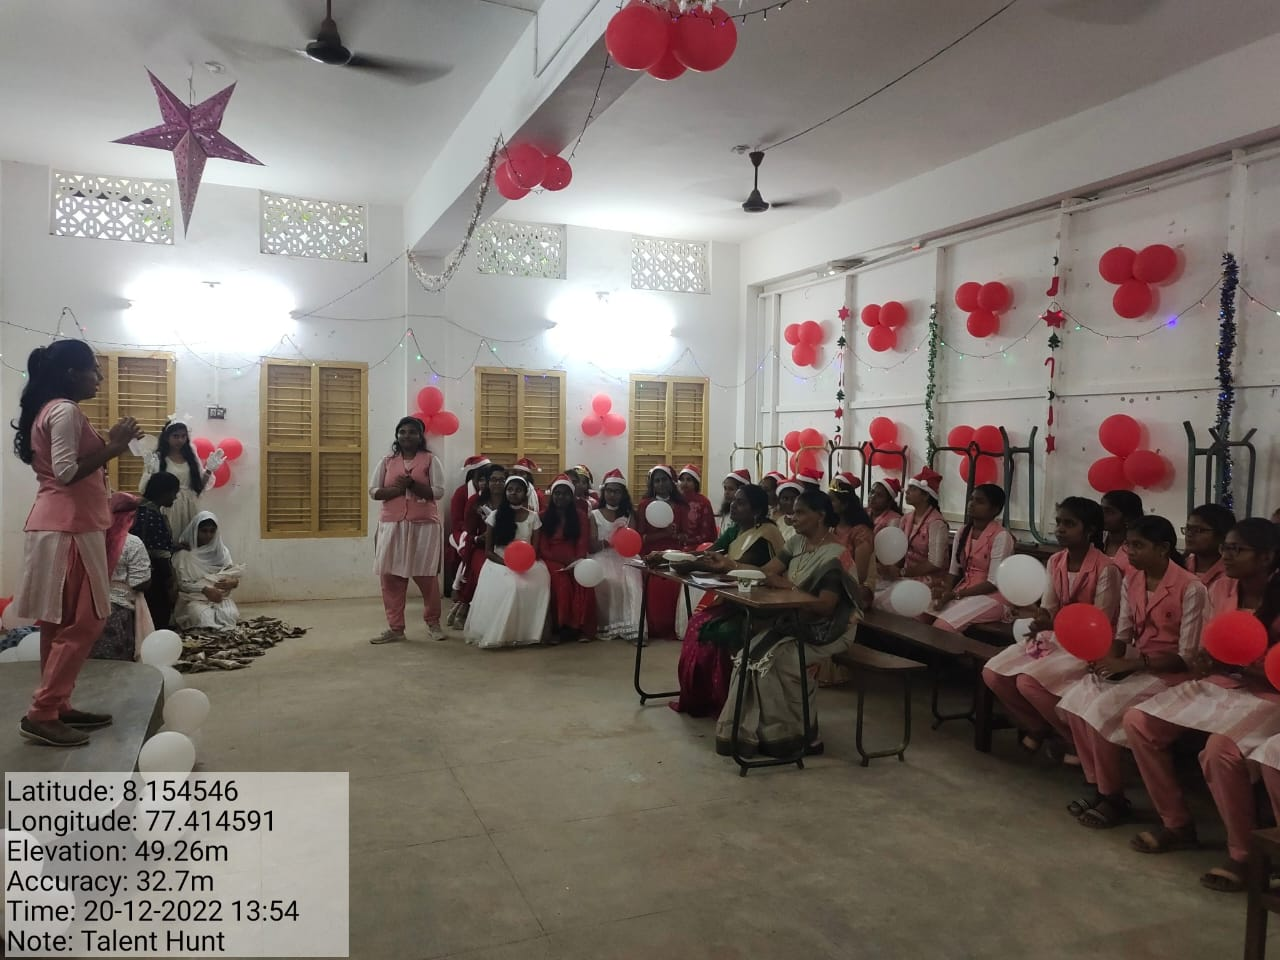 Latitude: 8.154546
Longitude: 77.414591
Elevation: 49.26m
Accuracy: 32.7m
Time: 20-12-2022 13:54
Note: Talent Hunt